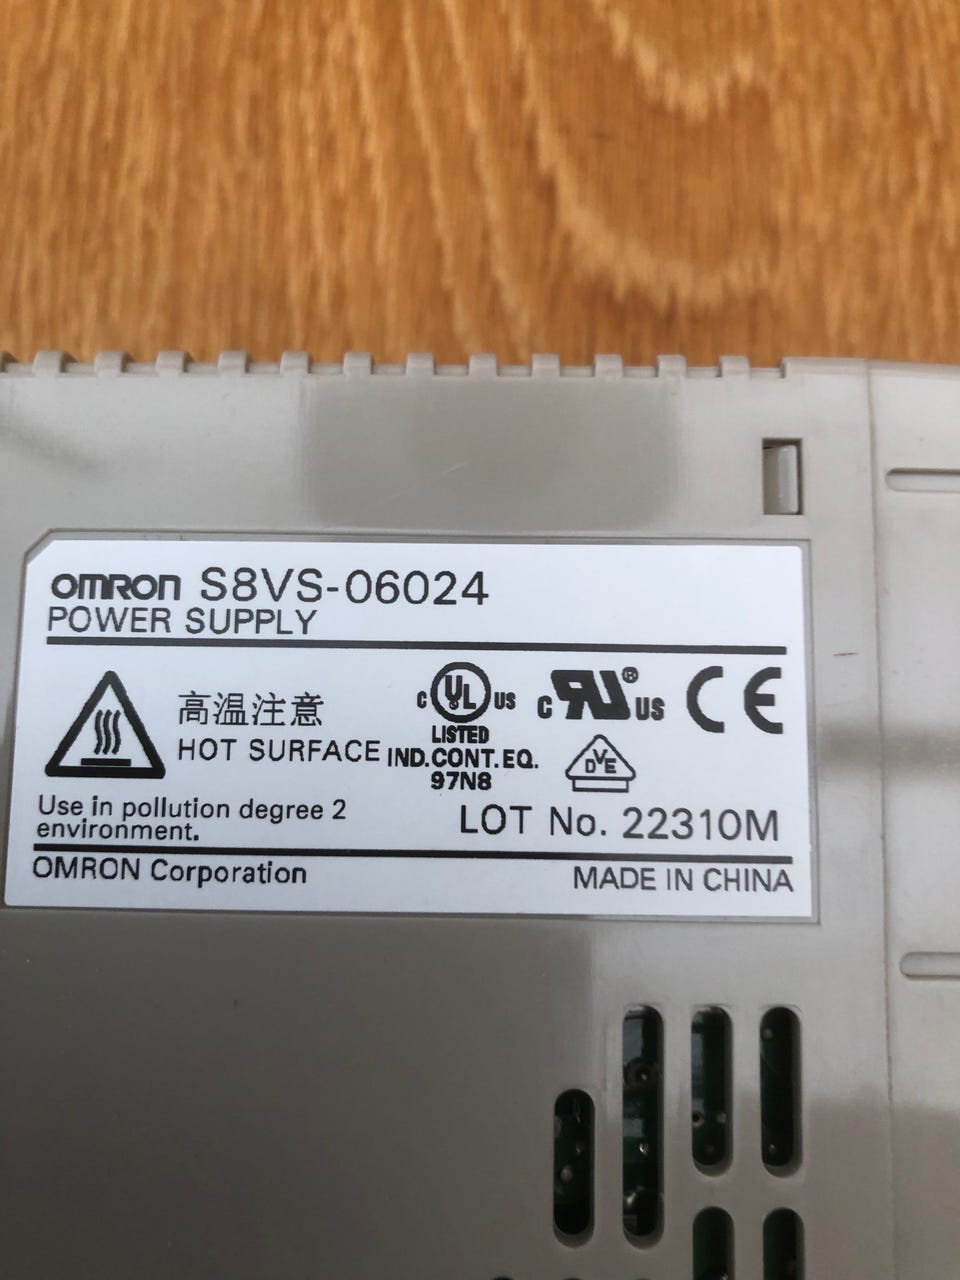 OMRON S8VS-06024
POWER SUPPLY
高温注意
HOT SURFACE
C UL US
LISTED
IND.CONT.EQ.
97N8
C RU® US
CE
DVE
Use in pollution degree 2
environment.
LOT No. 22310M
OMRON Corporation
MADE IN CHINA